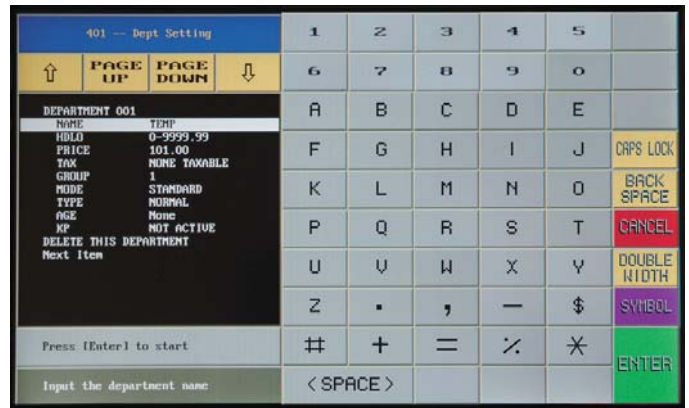 401 -- Dept Setting
⇧ PAGE UP PAGE DOWN ⇩
DEPARTMENT 001
NAME TEMP
HDLO 0-9999.99
PRICE 101.00
TAX NONE TAXABLE
GROUP 1
MODE STANDARD
TYPE NORMAL
AGE None
KP NOT ACTIVE
DELETE THIS DEPARTMENT
Next Item
Press [Enter] to start
Input the department name
1 2 3 4 5
6 7 8 9 0
A B C D E
F G H I J CAPS LOCK
K L M N O BACK SPACE
P Q R S T CANCEL
U V W X Y DOUBLE WIDTH
Z . , — $ SYMBOL
# + = % * ENTER
<SPACE>